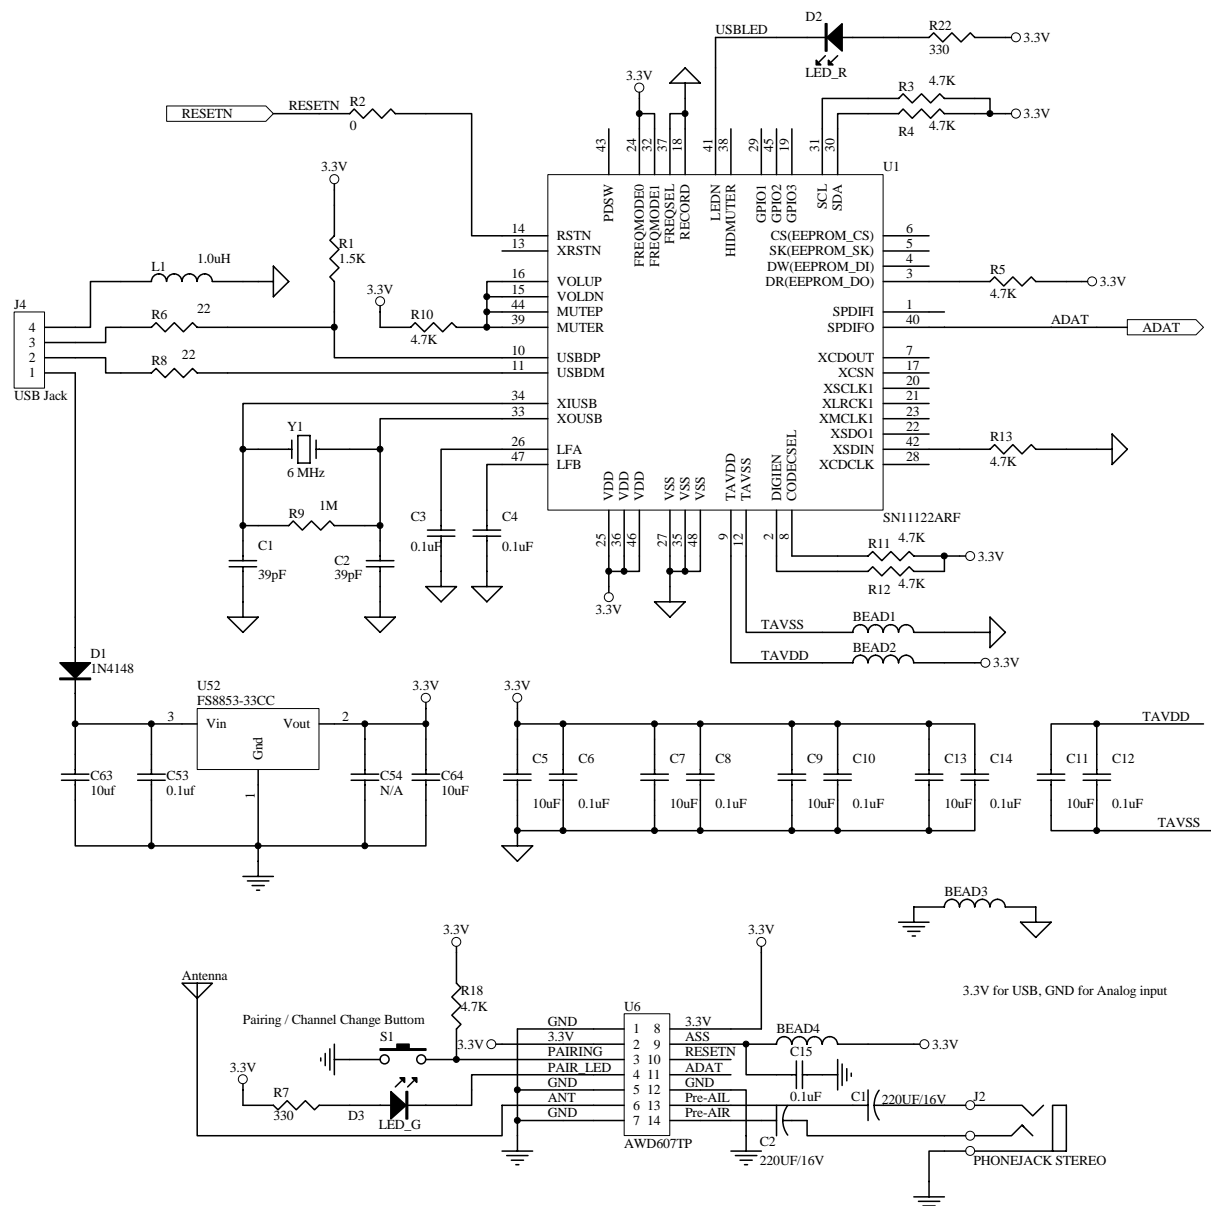 D2
USBLED
R22
330
3.3V
LED_R
3.3V
R3
4.7K
R4
4.7K
3.3V
RESETN
RESETN
R2
0
43
24
32
37
18
41
38
29
45
19
31
30
U1
PDSW
FREQMODE0
FREQMODE1
FREQSEL
RECORD
LEDN
HIDMUTER
GPIO1
GPIO2
GPIO3
SCL
SDA
3.3V
R1
1.5K
14
RSTN
13
XRSTN
16
VOLUP
15
VOLDN
44
MUTEP
39
MUTER
10
USBDP
11
USBDM
34
XIUSB
33
XOUSB
26
LFA
47
LFB
CS(EEPROM_CS)
6
SK(EEPROM_SK)
5
DW(EEPROM_DI)
4
DR(EEPROM_DO)
3
SPDIFI
1
SPDIFO
40
XCDOUT
7
XCSN
17
XSCLK1
20
XLRCK1
21
XMCLK1
23
XSDO1
22
XSDIN
42
XCDCLK
28
R5
4.7K
3.3V
ADAT
ADAT
R13
4.7K
L1
1.0uH
3.3V
R10
4.7K
J4
4
3
2
1
USB Jack
R6
22
R8
22
Y1
6 MHz
R9
1M
C1
39pF
C2
39pF
C3
0.1uF
C4
0.1uF
VDD
VDD
VDD
VSS
VSS
VSS
TAVDD
TAVSS
DIGIEN
CODECSEL
SN11122ARF
25
36
46
27
35
48
9
12
2
8
3.3V
R11
4.7K
R12
4.7K
3.3V
TAVSS
BEAD1
TAVDD
BEAD2
3.3V
D1
1N4148
U52
FS8853-33CC
3
Vin
Vout
2
Gnd
1
3.3V
C63
10uf
C53
0.1uf
C54
N/A
C64
10uF
3.3V
C5
10uF
C6
0.1uF
C7
10uF
C8
0.1uF
C9
10uF
C10
0.1uF
C13
10uF
C14
0.1uF
TAVDD
C11
10uF
C12
0.1uF
TAVSS
BEAD3
3.3V for USB, GND for Analog input
Antenna
Pairing / Channel Change Buttom
S1
3.3V
R18
4.7K
3.3V
3.3V
R7
330
D3
LED_G
U6
GND
1
8
3.3V
3.3V
2
9
ASS
PAIRING
3
10
RESETN
PAIR_LED
4
11
ADAT
GND
5
12
GND
ANT
6
13
Pre-AIL
GND
7
14
Pre-AIR
AWD607TP
3.3V
BEAD4
3.3V
C15
0.1uF
C1
220UF/16V
C2
220UF/16V
J2
PHONEJACK STEREO